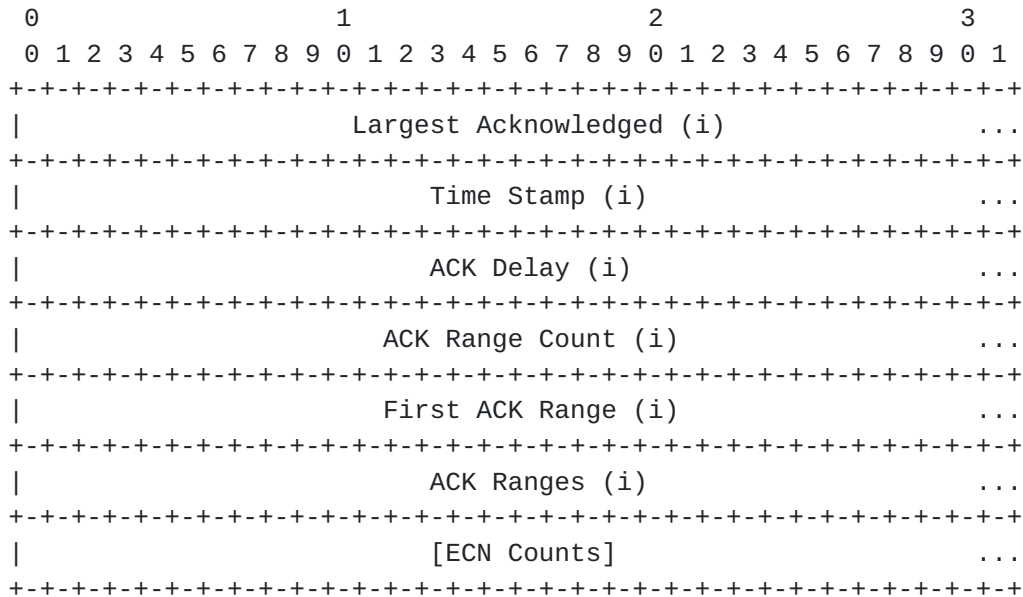 0                   1                   2                   3
0 1 2 3 4 5 6 7 8 9 0 1 2 3 4 5 6 7 8 9 0 1 2 3 4 5 6 7 8 9 0 1
+-+-+-+-+-+-+-+-+-+-+-+-+-+-+-+-+-+-+-+-+-+-+-+-+-+-+-+-+-+-+-+-+
|                     Largest Acknowledged (i)                ...
+-+-+-+-+-+-+-+-+-+-+-+-+-+-+-+-+-+-+-+-+-+-+-+-+-+-+-+-+-+-+-+-+
|                          Time Stamp (i)                     ...
+-+-+-+-+-+-+-+-+-+-+-+-+-+-+-+-+-+-+-+-+-+-+-+-+-+-+-+-+-+-+-+-+
|                          ACK Delay (i)                      ...
+-+-+-+-+-+-+-+-+-+-+-+-+-+-+-+-+-+-+-+-+-+-+-+-+-+-+-+-+-+-+-+-+
|                       ACK Range Count (i)                   ...
+-+-+-+-+-+-+-+-+-+-+-+-+-+-+-+-+-+-+-+-+-+-+-+-+-+-+-+-+-+-+-+-+
|                       First ACK Range (i)                   ...
+-+-+-+-+-+-+-+-+-+-+-+-+-+-+-+-+-+-+-+-+-+-+-+-+-+-+-+-+-+-+-+-+
|                          ACK Ranges (i)                     ...
+-+-+-+-+-+-+-+-+-+-+-+-+-+-+-+-+-+-+-+-+-+-+-+-+-+-+-+-+-+-+-+-+
|                          [ECN Counts]                       ...
+-+-+-+-+-+-+-+-+-+-+-+-+-+-+-+-+-+-+-+-+-+-+-+-+-+-+-+-+-+-+-+-+